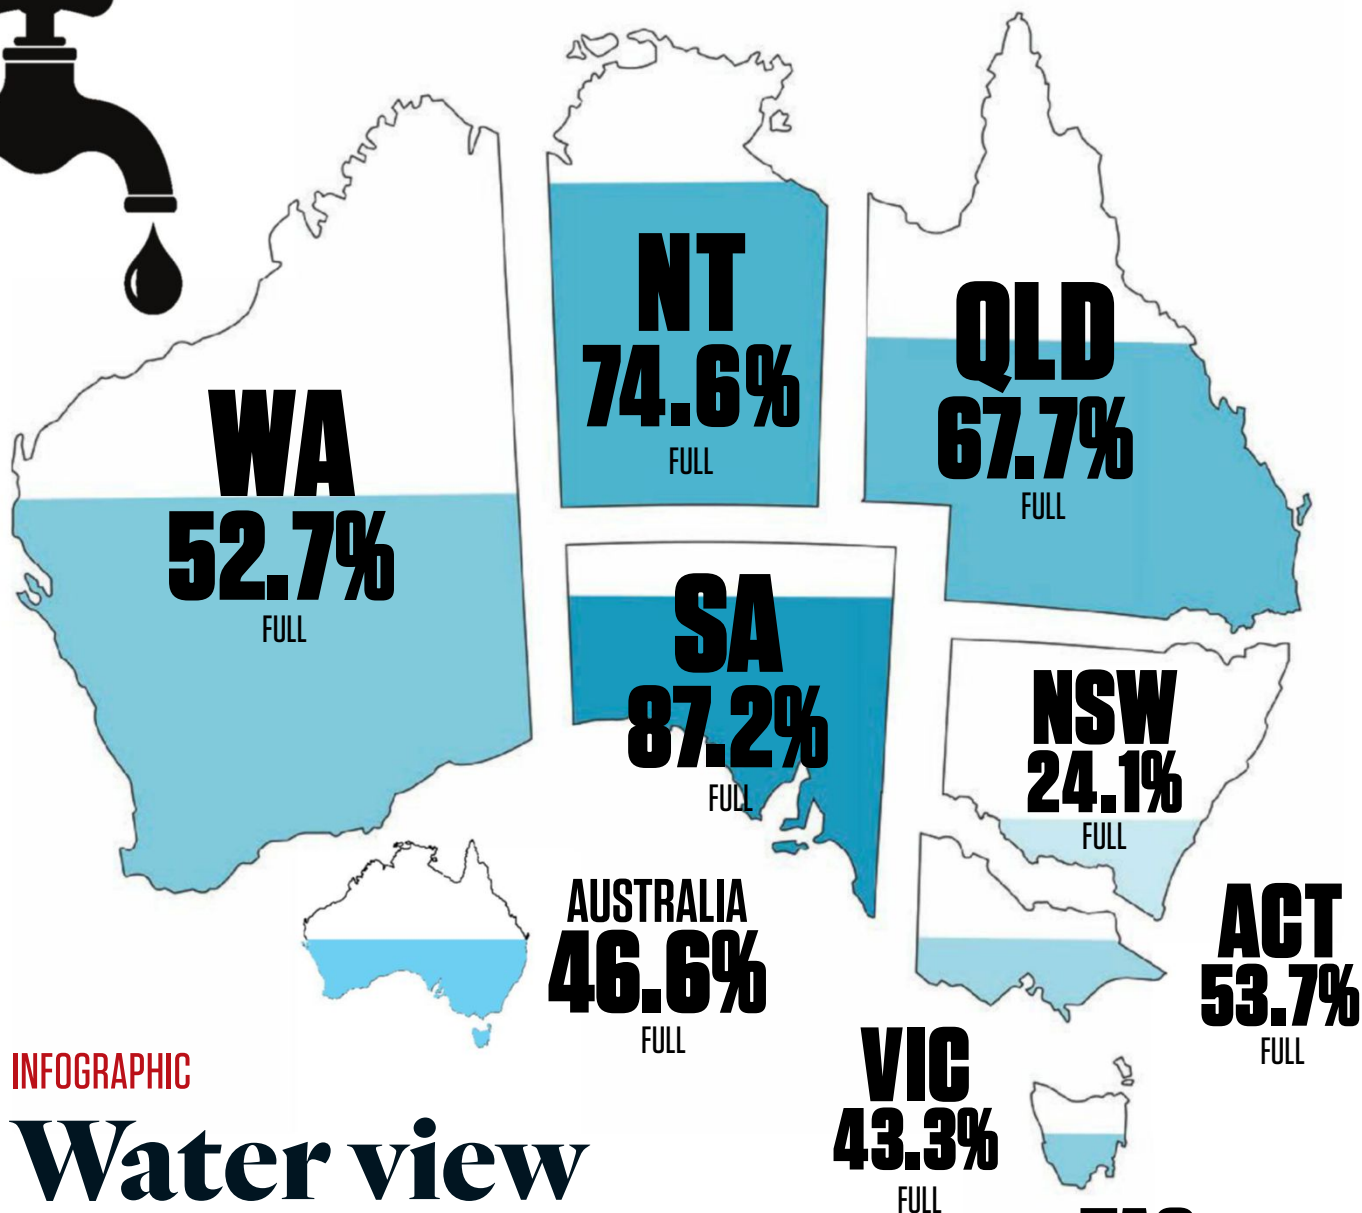 NT
74.6%
FULL
QLD
67.7%
FULL
WA
52.7%
FULL
SA
87.2%
FULL
NSW
24.1%
FULL
AUSTRALIA
46.6%
FULL
ACT
53.7%
FULL
VIC
43.3%
FULL
INFOGRAPHIC
Water view